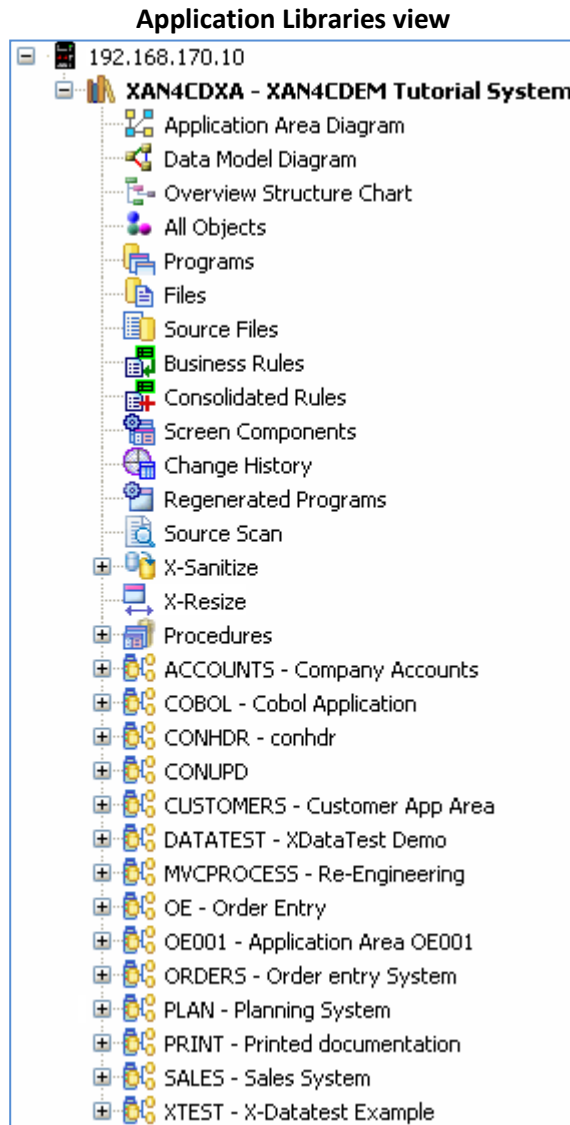 Application Libraries view
192.168.170.10
XAN4CDXA - XAN4CDEM Tutorial System
Application Area Diagram
Data Model Diagram
Overview Structure Chart
All Objects
Programs
Files
Source Files
Business Rules
Consolidated Rules
Screen Components
Change History
Regenerated Programs
Source Scan
X-Sanitize
X-Resize
Procedures
ACCOUNTS - Company Accounts
COBOL - Cobol Application
CONHDR - conhdr
CONUPD
CUSTOMERS - Customer App Area
DATATEST - XDataTest Demo
MVCPROCESS - Re-Engineering
OE - Order Entry
OE001 - Application Area OE001
ORDERS - Order entry System
PLAN - Planning System
PRINT - Printed documentation
SALES - Sales System
XTEST - X-Datatest Example